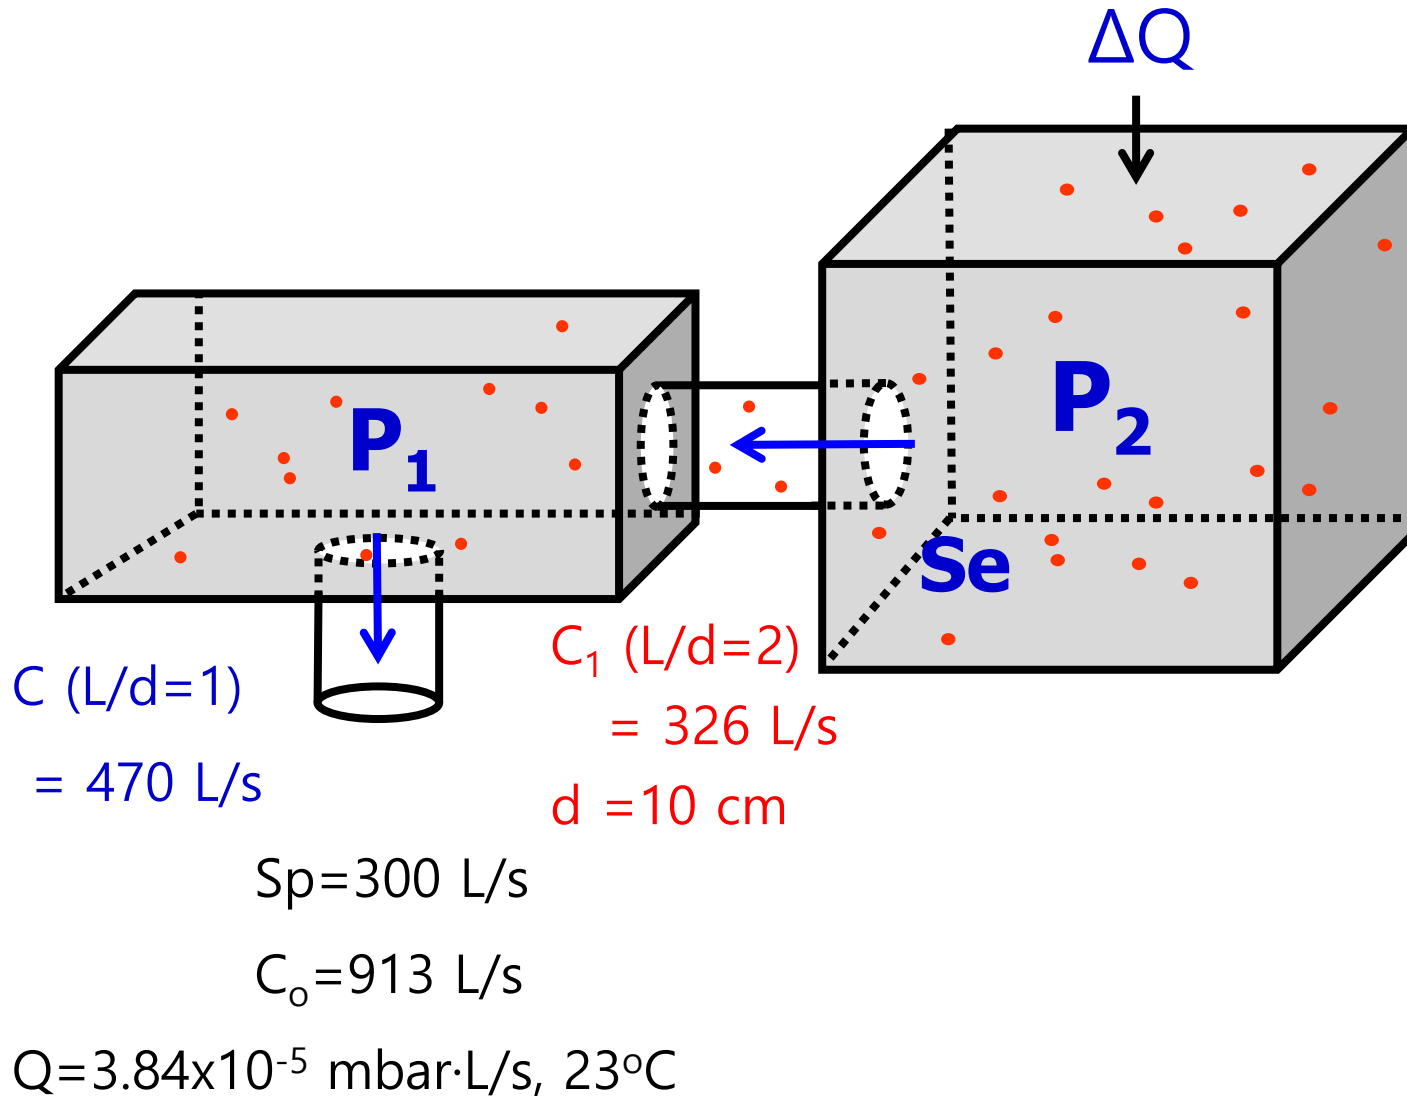 ΔQ
P₂
P₁
Se
C₁ (L/d=2)
= 326 L/s
d =10 cm
C (L/d=1)
= 470 L/s
Sp=300 L/s
Cₒ=913 L/s
Q=3.84x10⁻⁵ mbar·L/s, 23ᵒC